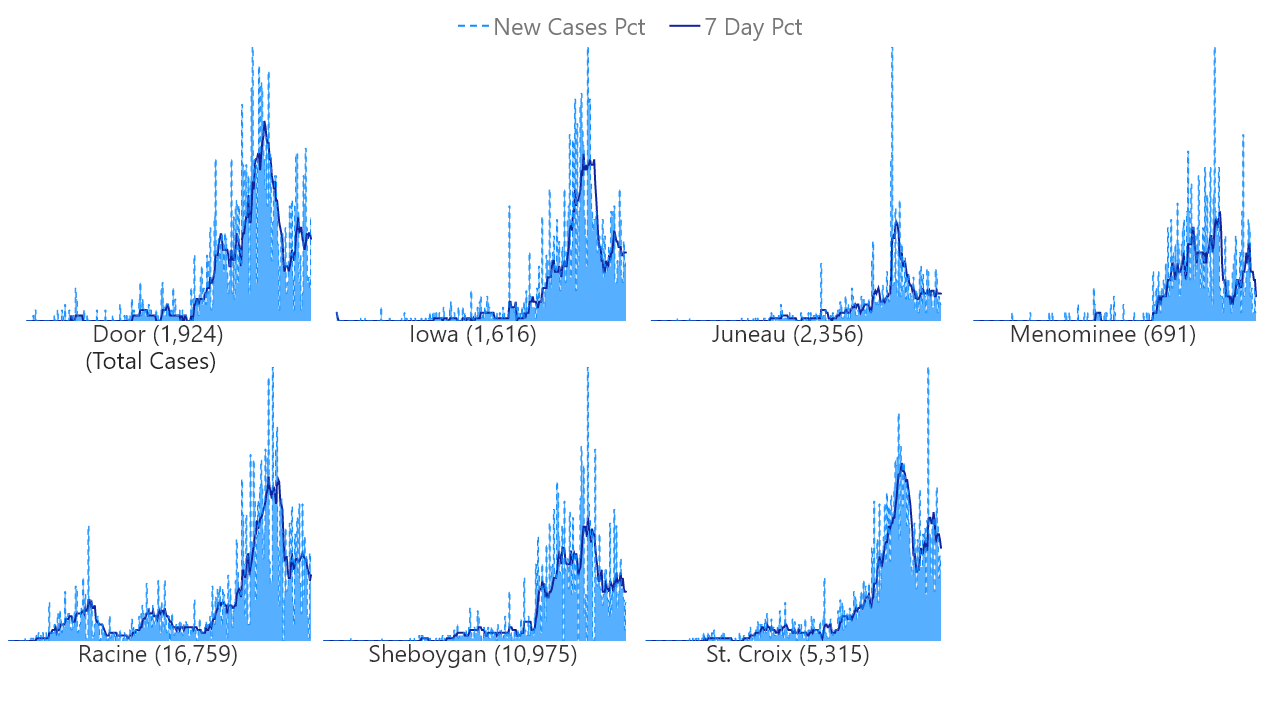 New Cases Pct 7 Day Pct
Door (1,924)
(Total Cases)
Iowa (1,616)
Juneau (2,356)
Menominee (691)
Racine (16,759)
Sheboygan (10,975)
St. Croix (5,315)